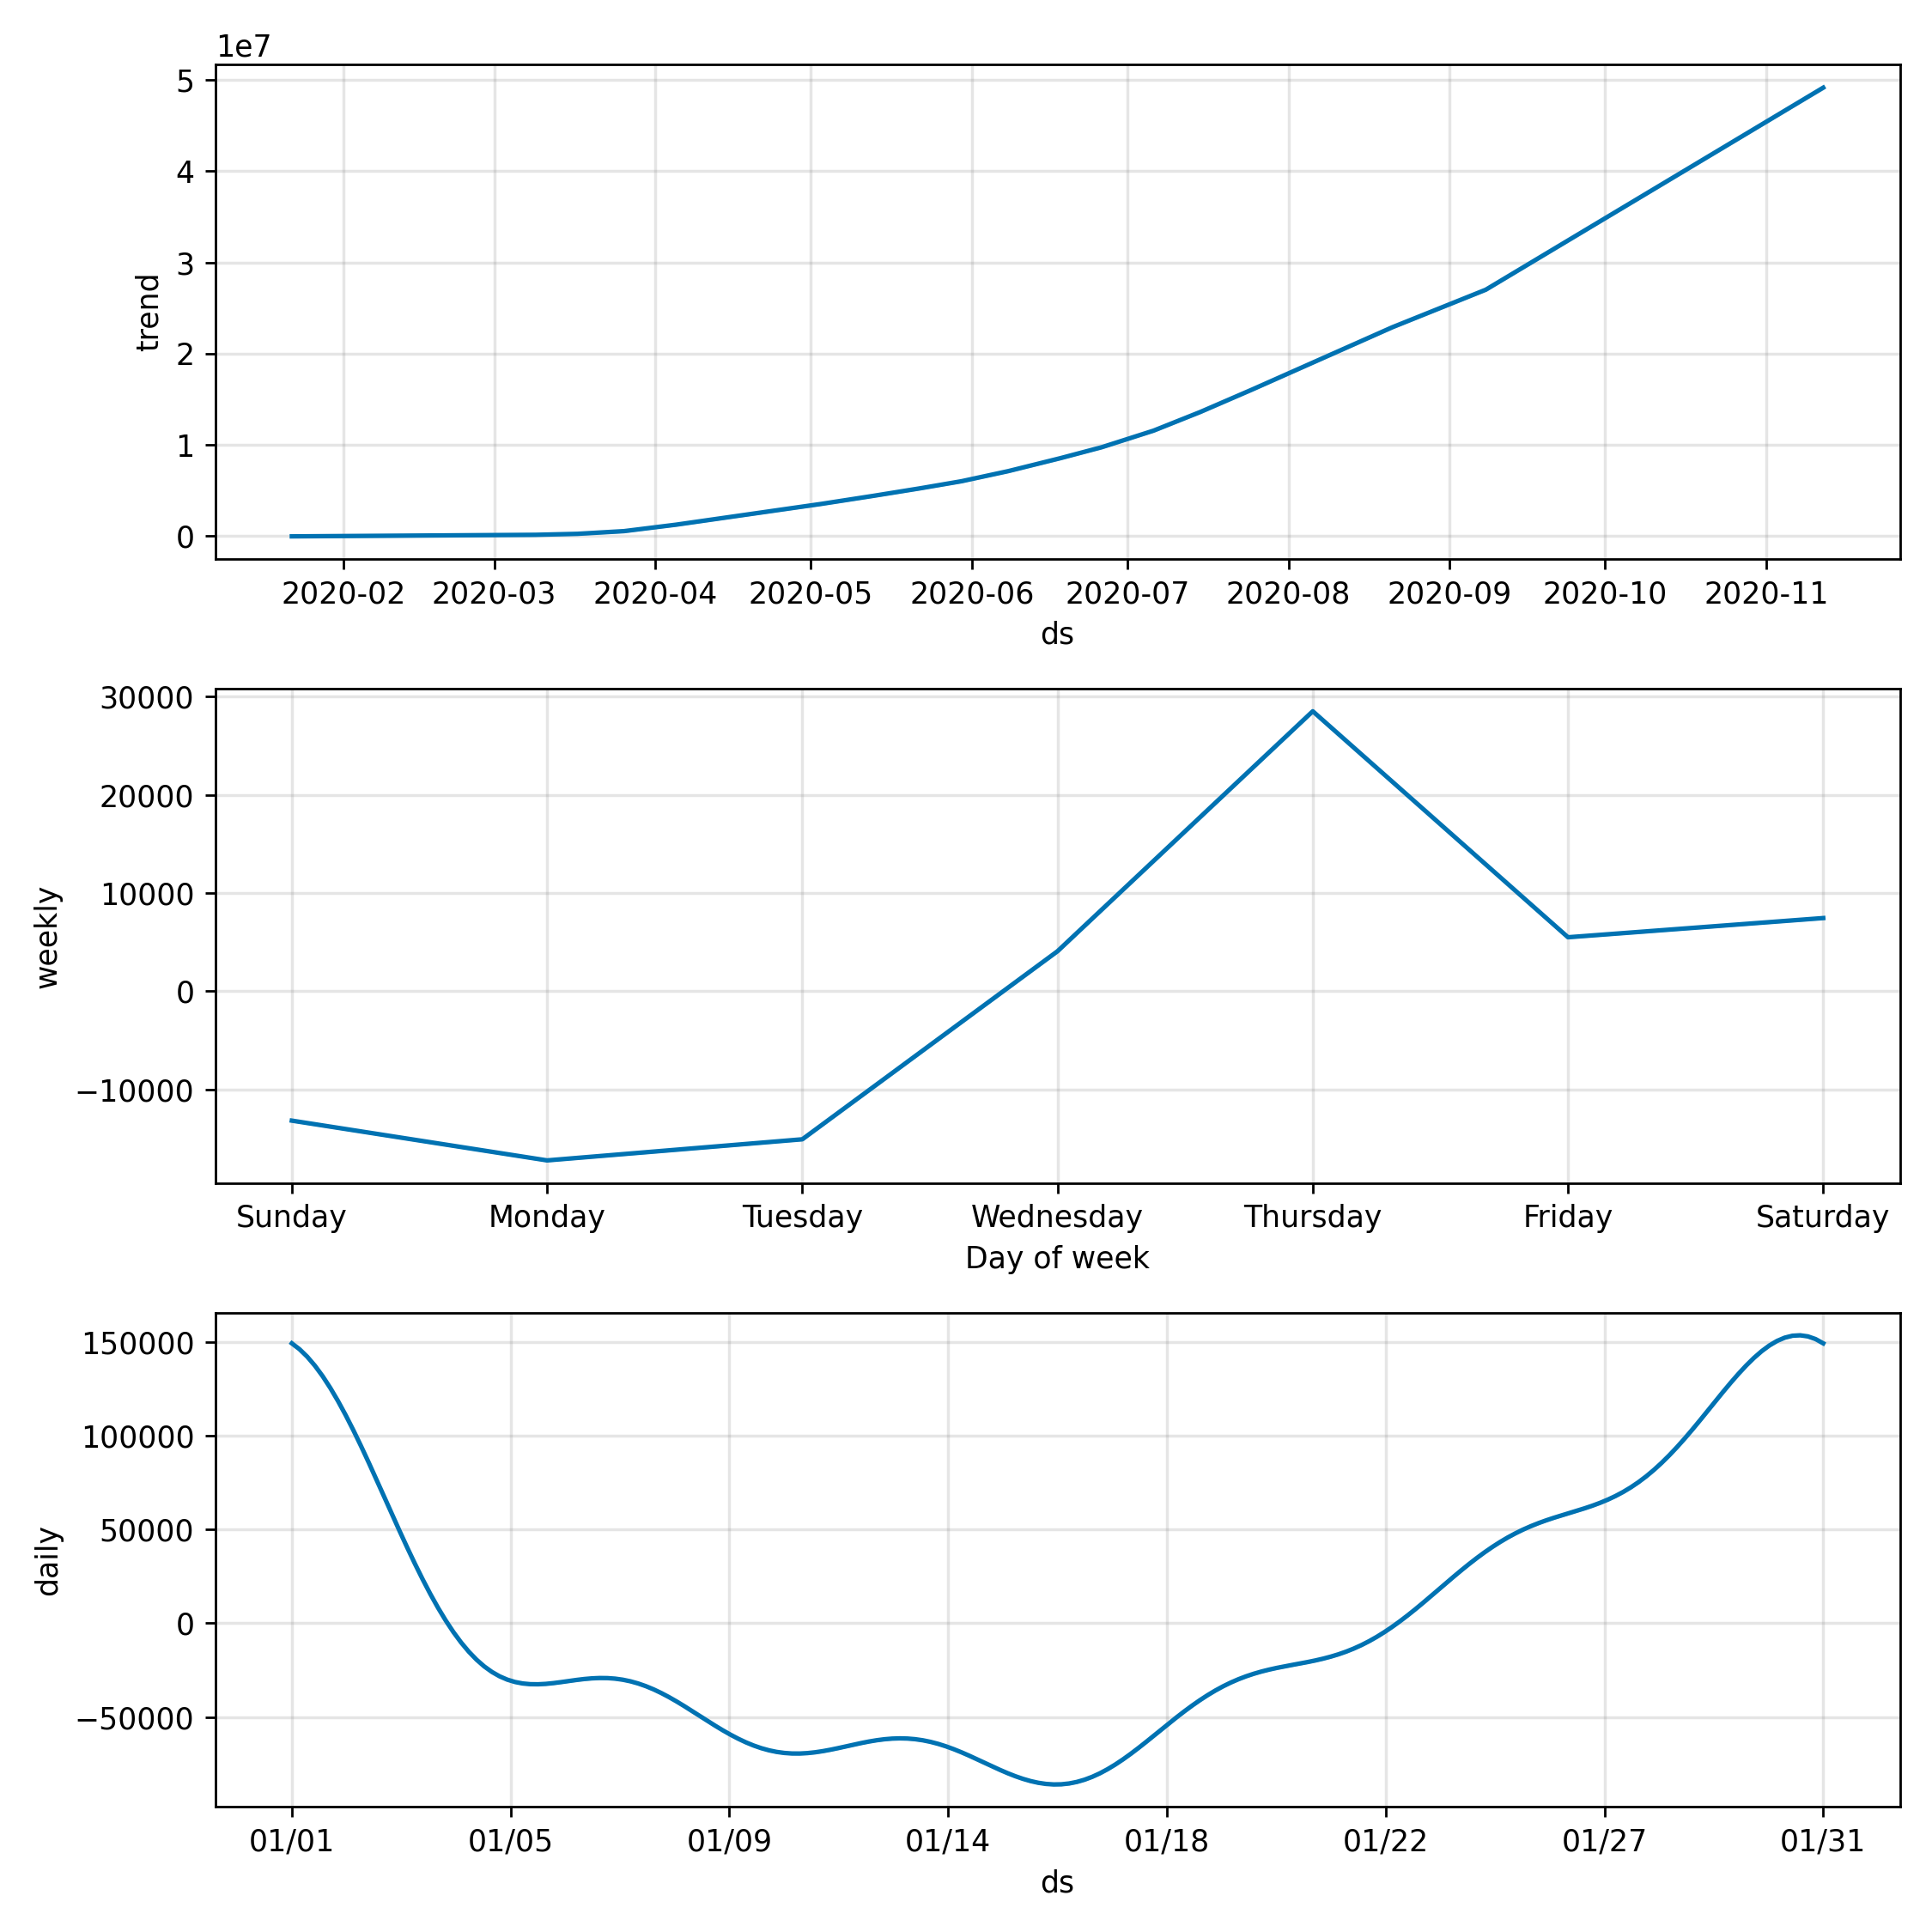 1e7
5
4
3
2
1
0
trend
2020-02 2020-03 2020-04 2020-05 2020-06 2020-07 2020-08 2020-09 2020-10 2020-11
ds
30000
20000
10000
0
−10000
weekly
Sunday Monday Tuesday Wednesday Thursday Friday Saturday
Day of week
150000
100000
50000
0
−50000
daily
01/01 01/05 01/09 01/14 01/18 01/22 01/27 01/31
ds